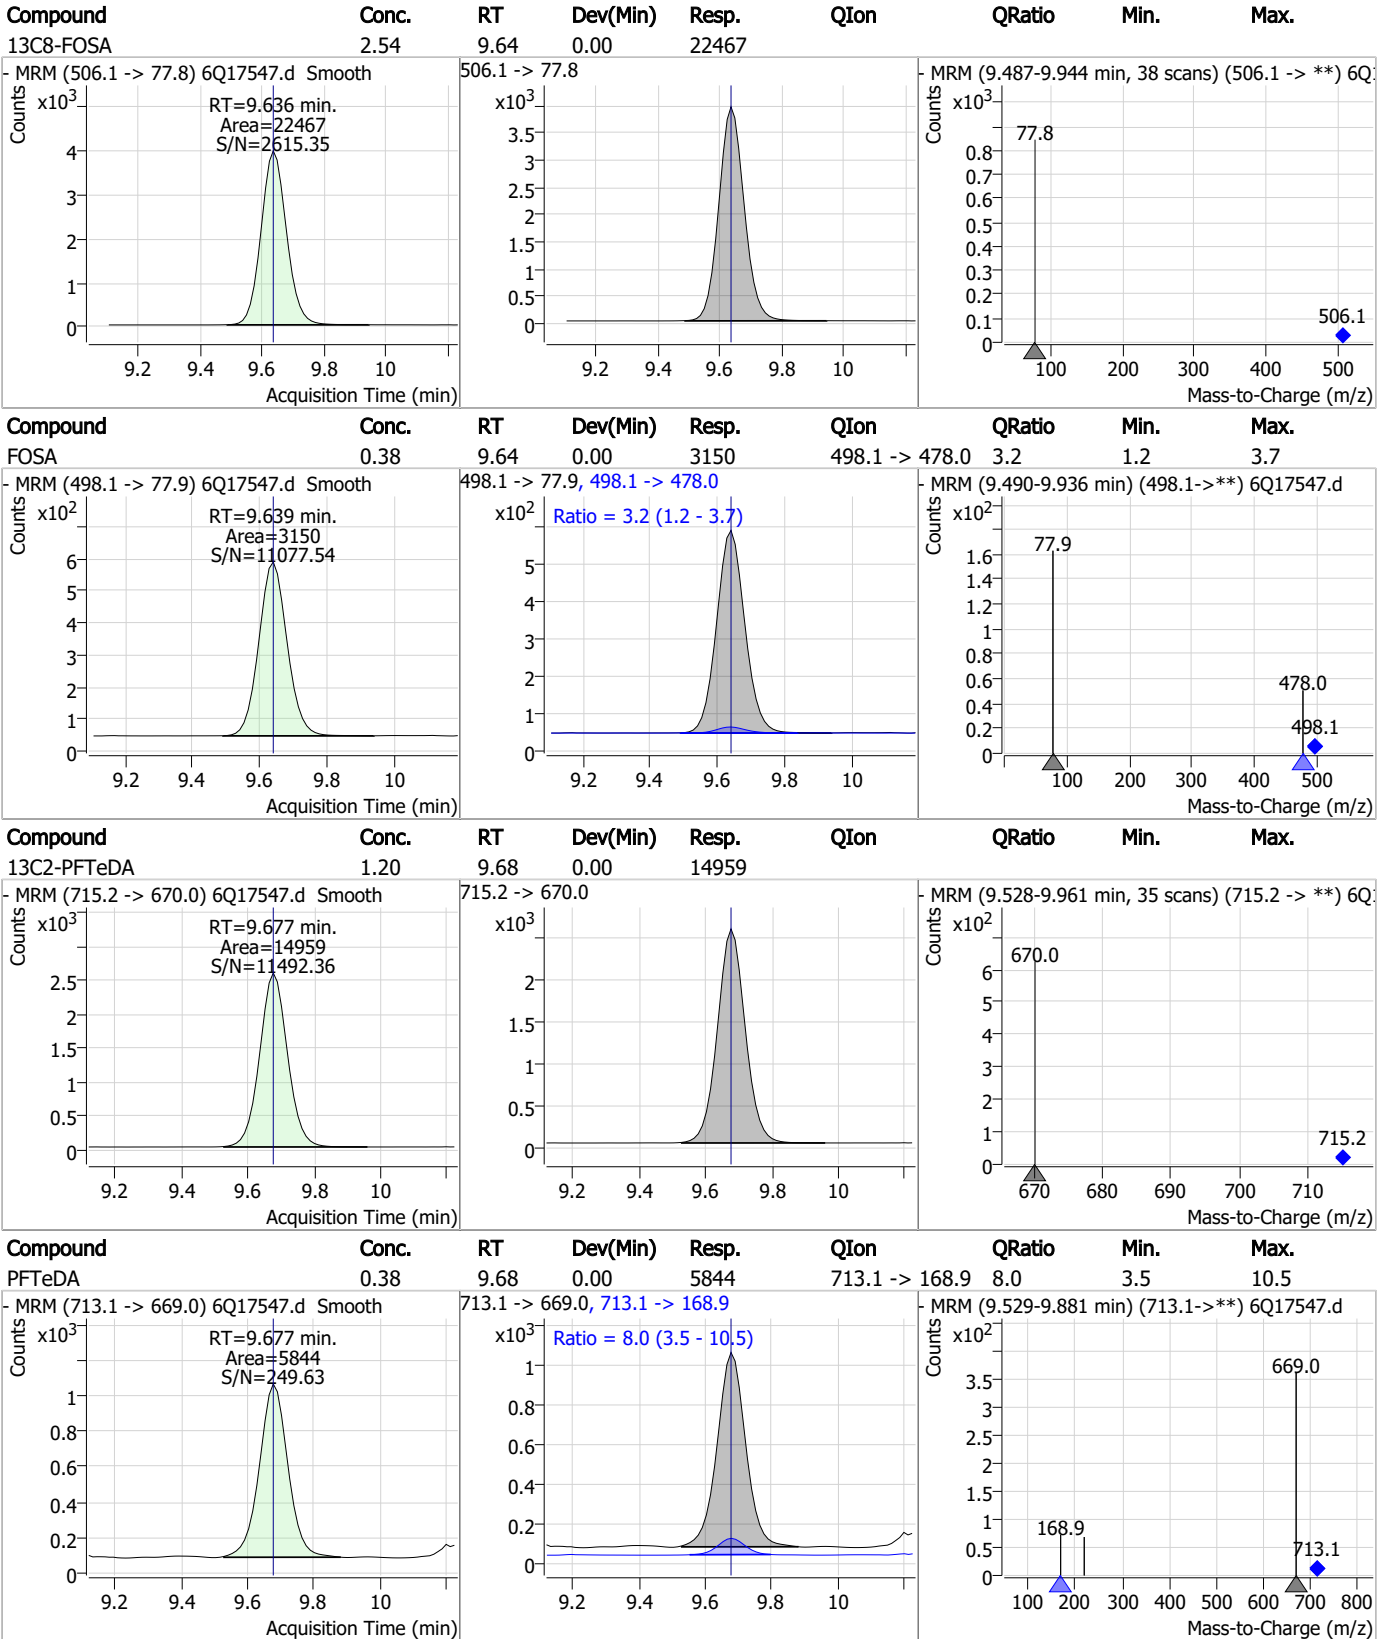 Compound Conc. RT Dev(Min) Resp. QIon QRatio Min. Max.
13C8-FOSA 2.54 9.64 0.00 22467
- MRM (506.1 -> 77.8) 6Q17547.d Smooth
Counts
x10³
RT=9.636 min.
Area=22467
S/N=2615.35
4
3
2
1
0
9.2 9.4 9.6 9.8 10
Acquisition Time (min)
506.1 -> 77.8
x10³
3.5
3
2.5
2
1.5
1
0.5
0
9.2 9.4 9.6 9.8 10
- MRM (9.487-9.944 min, 38 scans) (506.1 -> **) 6Q1
Counts
x10³
77.8
0.8
0.7
0.6
0.5
0.4
0.3
0.2
0.1
0
506.1
100 200 300 400 500
Mass-to-Charge (m/z)
Compound Conc. RT Dev(Min) Resp. QIon QRatio Min. Max.
FOSA 0.38 9.64 0.00 3150 498.1 -> 478.0 3.2 1.2 3.7
- MRM (498.1 -> 77.9) 6Q17547.d Smooth
Counts
x10²
RT=9.639 min.
Area=3150
S/N=11077.54
6
5
4
3
2
1
0
9.2 9.4 9.6 9.8 10
Acquisition Time (min)
498.1 -> 77.9, 498.1 -> 478.0
x10²
Ratio = 3.2 (1.2 - 3.7)
5
4
3
2
1
0
9.2 9.4 9.6 9.8 10
- MRM (9.490-9.936 min) (498.1->**) 6Q17547.d
Counts
x10²
77.9
1.6
1.4
1.2
1
0.8
0.6
0.4
0.2
0
478.0
498.1
100 200 300 400 500
Mass-to-Charge (m/z)
Compound Conc. RT Dev(Min) Resp. QIon QRatio Min. Max.
13C2-PFTeDA 1.20 9.68 0.00 14959
- MRM (715.2 -> 670.0) 6Q17547.d Smooth
Counts
x10³
RT=9.677 min.
Area=14959
S/N=11492.36
2.5
2
1.5
1
0.5
0
9.2 9.4 9.6 9.8 10
Acquisition Time (min)
715.2 -> 670.0
x10³
2
1.5
1
0.5
0
9.2 9.4 9.6 9.8 10
- MRM (9.528-9.961 min, 35 scans) (715.2 -> **) 6Q1
Counts
x10²
670.0
6
5
4
3
2
1
0
715.2
670 680 690 700 710
Mass-to-Charge (m/z)
Compound Conc. RT Dev(Min) Resp. QIon QRatio Min. Max.
PFTeDA 0.38 9.68 0.00 5844 713.1 -> 168.9 8.0 3.5 10.5
- MRM (713.1 -> 669.0) 6Q17547.d Smooth
Counts
x10³
RT=9.677 min.
Area=5844
S/N=249.63
1
0.8
0.6
0.4
0.2
0
9.2 9.4 9.6 9.8 10
Acquisition Time (min)
713.1 -> 669.0, 713.1 -> 168.9
x10³
Ratio = 8.0 (3.5 - 10.5)
1
0.8
0.6
0.4
0.2
0
9.2 9.4 9.6 9.8 10
- MRM (9.529-9.881 min) (713.1->**) 6Q17547.d
Counts
x10²
669.0
3.5
3
2.5
2
1.5
1
0.5
0
168.9
713.1
100 200 300 400 500 600 700 800
Mass-to-Charge (m/z)